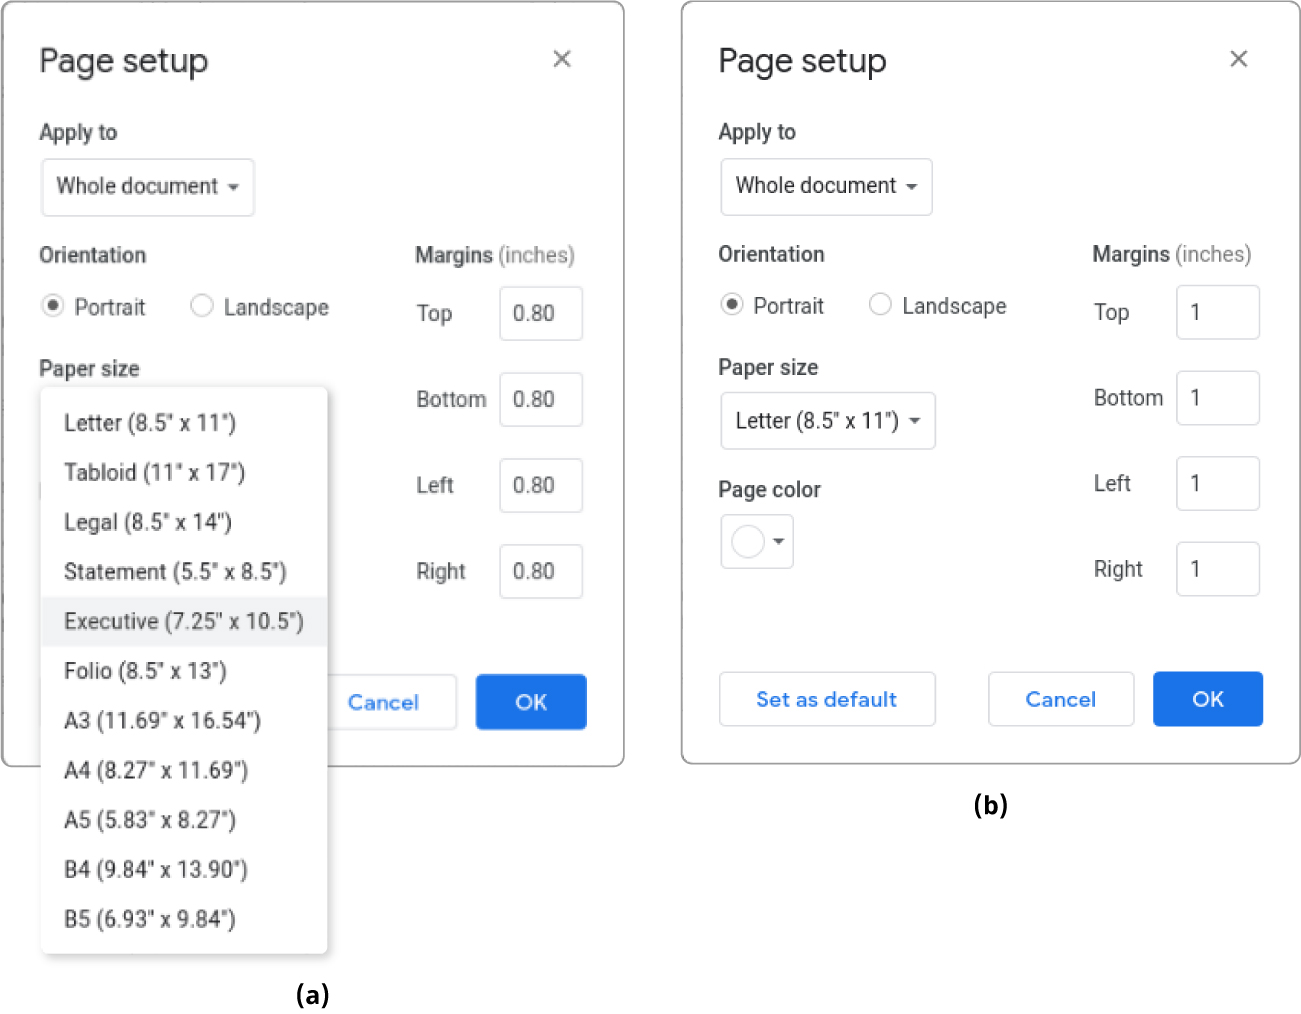 Page setup
Apply to
Whole document
Orientation
Portrait Landscape
Margins (inches)
Top 0.80
Bottom 0.80
Left 0.80
Right 0.80
Paper size
Letter (8.5" x 11")
Tabloid (11" x 17")
Legal (8.5" x 14")
Statement (5.5" x 8.5")
Executive (7.25" x 10.5")
Folio (8.5" x 13")
A3 (11.69" x 16.54")
A4 (8.27" x 11.69")
A5 (5.83" x 8.27")
B4 (9.84" x 13.90")
B5 (6.93" x 9.84")
Cancel OK
(a)
Page setup
Apply to
Whole document
Orientation
Portrait Landscape
Margins (inches)
Top 1
Bottom 1
Left 1
Right 1
Paper size
Letter (8.5" x 11")
Page color
Set as default Cancel OK
(b)